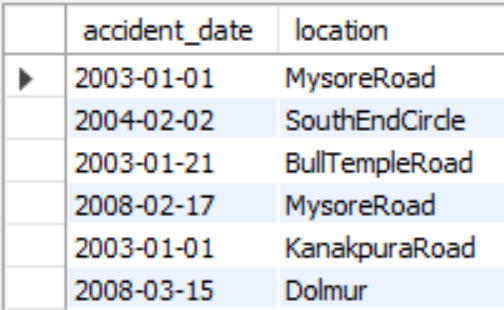 accident_date location
2003-01-01 MysoreRoad
2004-02-02 SouthEndCircle
2003-01-21 BullTempleRoad
2008-02-17 MysoreRoad
2003-01-01 KanakpuraRoad
2008-03-15 Dolmur